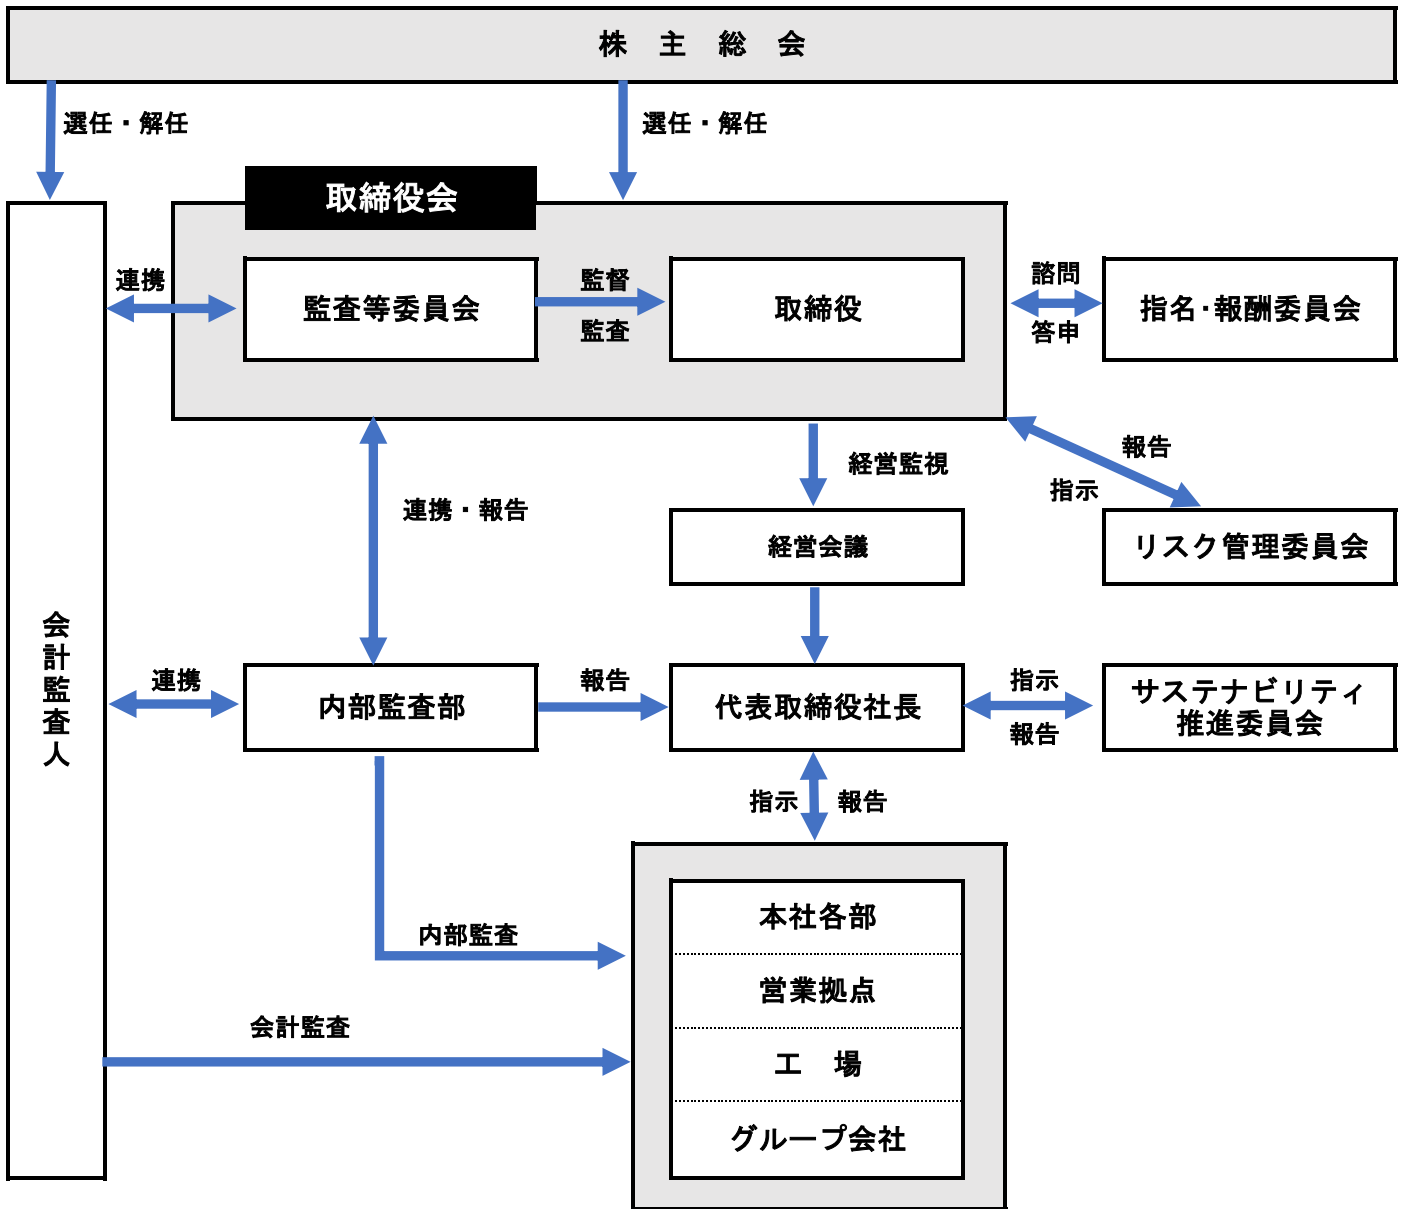 株　主　総　会
選任・解任
選任・解任
取締役会
連携
監査等委員会
監督
監査
取締役
諮問
答申
指名・報酬委員会
報告
指示
経営監視
連携・報告
経営会議
リスク管理委員会
会計監査人
連携
内部監査部
報告
代表取締役社長
指示
報告
サステナビリティ
推進委員会
指示
報告
本社各部
内部監査
営業拠点
会計監査
工　場
グループ会社